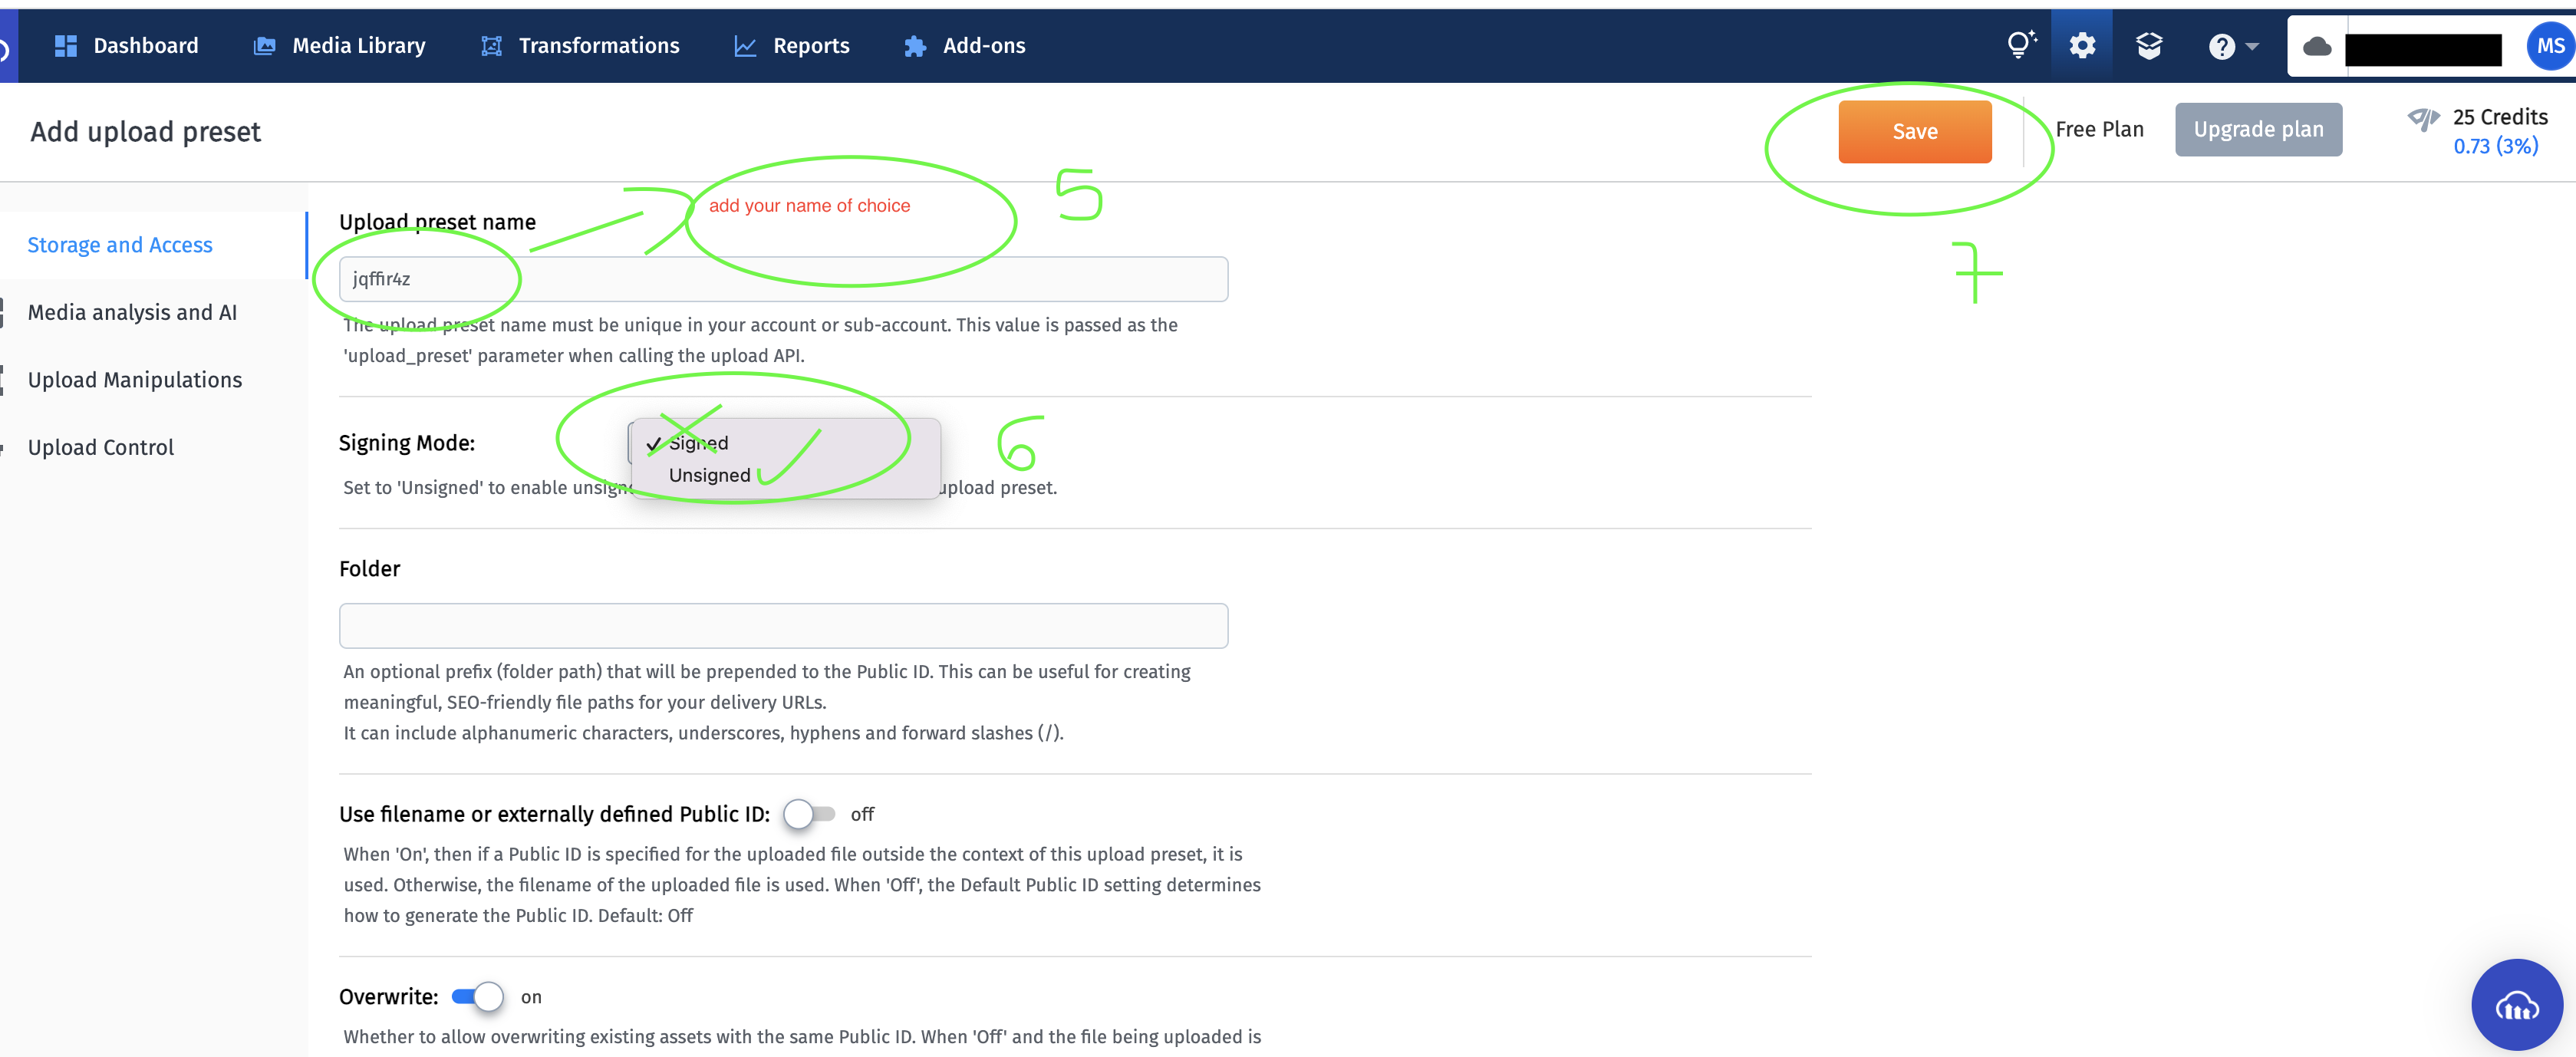 Dashboard
Media Library
Transformations
Reports
Add-ons
?
MS
Add upload preset
Save
Free Plan
Upgrade plan
25 Credits
0.73 (3%)
Storage and Access
Media analysis and AI
Upload Manipulations
Upload Control
Upload preset name
add your name of choice
5
7
jqffir4z
The upload preset name must be unique in your account or sub-account. This value is passed as the
'upload_preset' parameter when calling the upload API.
Signing Mode:
Signed
Unsigned
6
Set to 'Unsigned' to enable unsigne
upload preset.
Folder
An optional prefix (folder path) that will be prepended to the Public ID. This can be useful for creating
meaningful, SEO-friendly file paths for your delivery URLs.
It can include alphanumeric characters, underscores, hyphens and forward slashes (/).
Use filename or externally defined Public ID:
off
When 'On', then if a Public ID is specified for the uploaded file outside the context of this upload preset, it is
used. Otherwise, the filename of the uploaded file is used. When 'Off', the Default Public ID setting determines
how to generate the Public ID. Default: Off
Overwrite:
on
Whether to allow overwriting existing assets with the same Public ID. When 'Off' and the file being uploaded is